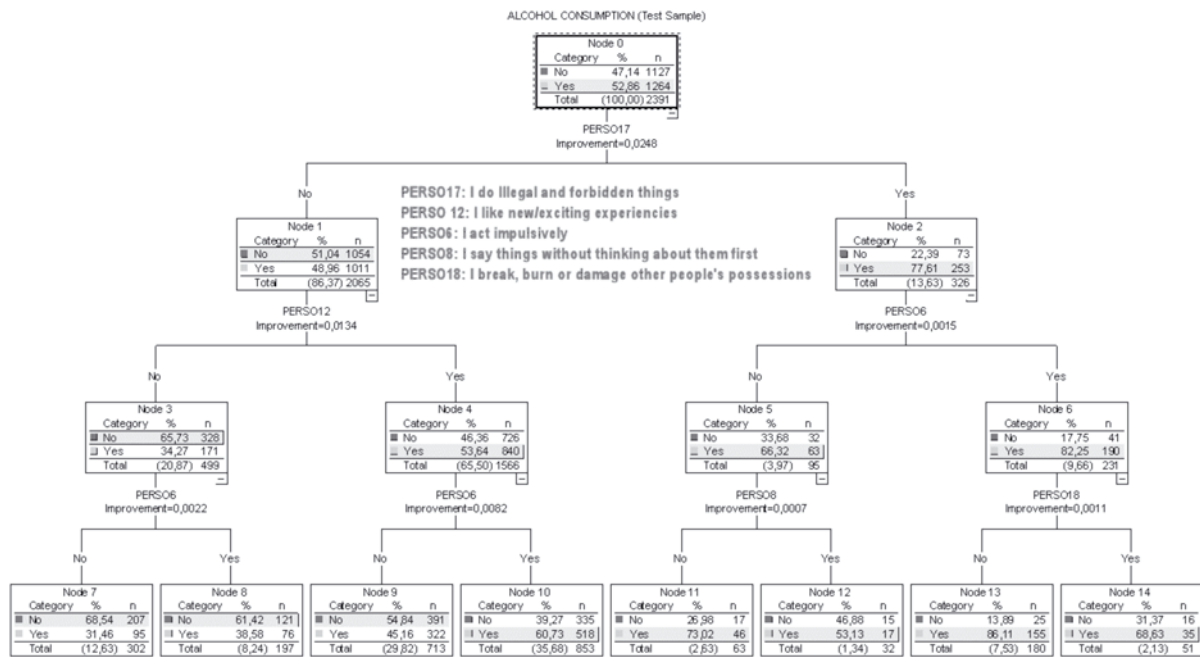 ALCOHOL CONSUMPTION (Test Sample)
Node 0
Category % n
No 47,14 1127
Yes 52,86 1264
Total (100,00) 2391
PERSO17
Improvement=0,0248
No
Yes
PERSO17: I do Illegal and forbidden things
PERSO 12: I like new/exciting experiencies
PERSO6: I act impulsively
PERSO8: I say things without thinking about them first
PERSO18: I break, burn or damage other people's possessions
Node 1
Category % n
No 51,04 1054
Yes 48,96 1011
Total (86,37) 2065
Node 2
Category % n
No 22,39 73
Yes 77,61 253
Total (13,63) 326
PERSO12
Improvement=0,0134
PERSO6
Improvement=0,0015
No
Yes
No
Yes
Node 3
Category % n
No 65,73 328
Yes 34,27 171
Total (20,87) 499
Node 4
Category % n
No 46,36 726
Yes 53,64 840
Total (65,50) 1566
Node 5
Category % n
No 33,68 32
Yes 66,32 63
Total (3,97) 95
Node 6
Category % n
No 17,75 41
Yes 82,25 190
Total (9,66) 231
PERSO6
Improvement=0,0022
PERSO6
Improvement=0,0082
PERSO8
Improvement=0,0007
PERSO18
Improvement=0,0011
No
Yes
No
Yes
No
Yes
No
Yes
Node 7
Category % n
No 68,54 207
Yes 31,46 95
Total (12,63) 302
Node 8
Category % n
No 61,42 121
Yes 38,58 76
Total (8,24) 197
Node 9
Category % n
No 54,84 391
Yes 45,16 322
Total (29,82) 713
Node 10
Category % n
No 39,27 335
Yes 60,73 518
Total (35,68) 853
Node11
Category % n
No 26,98 17
Yes 73,02 46
Total (2,63) 63
Node 12
Category % n
No 46,88 15
Yes 53,13 17
Total (1,34) 32
Node 13
Category % n
No 13,89 25
Yes 86,11 155
Total (7,53) 180
Node 14
Category % n
No 31,37 16
Yes 68,63 35
Total (2,13) 51